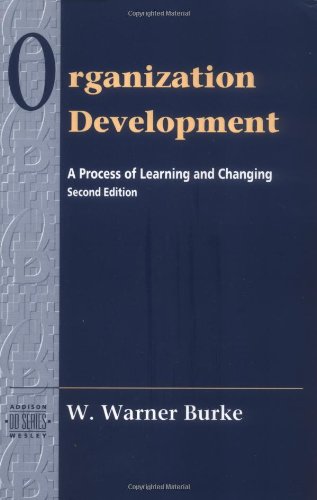 Organization
Development
A Process of Learning and Changing
Second Edition
ADDISON
OD SERIES
WESLEY
W. Warner Burke